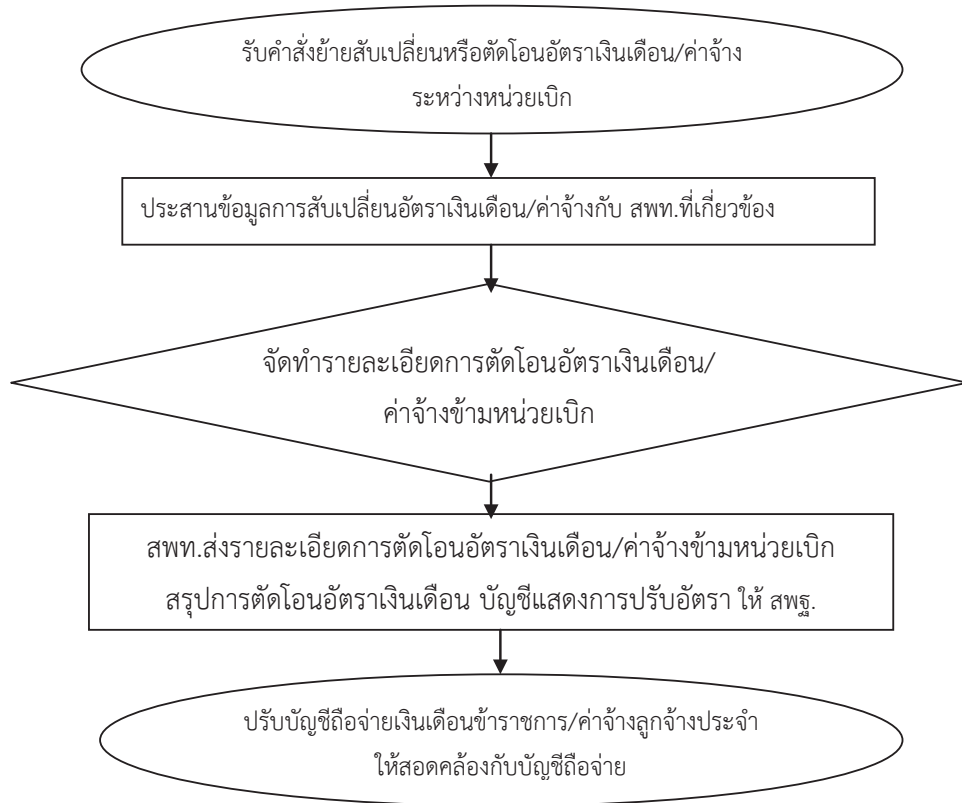 รับคำสั่งย้ายสับเปลี่ยนหรือตัดโอนอัตราเงินเดือน/ค่าจ้าง
ระหว่างหน่วยเบิก
ประสานข้อมูลการสับเปลี่ยนอัตราเงินเดือน/ค่าจ้างกับ สพท.ที่เกี่ยวข้อง
จัดทำรายละเอียดการตัดโอนอัตราเงินเดือน/
ค่าจ้างข้ามหน่วยเบิก
สพท.ส่งรายละเอียดการตัดโอนอัตราเงินเดือน/ค่าจ้างข้ามหน่วยเบิก
สรุปการตัดโอนอัตราเงินเดือน บัญชีแสดงการปรับอัตรา ให้ สพฐ.
ปรับบัญชีถือจ่ายเงินเดือนข้าราชการ/ค่าจ้างลูกจ้างประจำ
ให้สอดคล้องกับบัญชีถือจ่าย